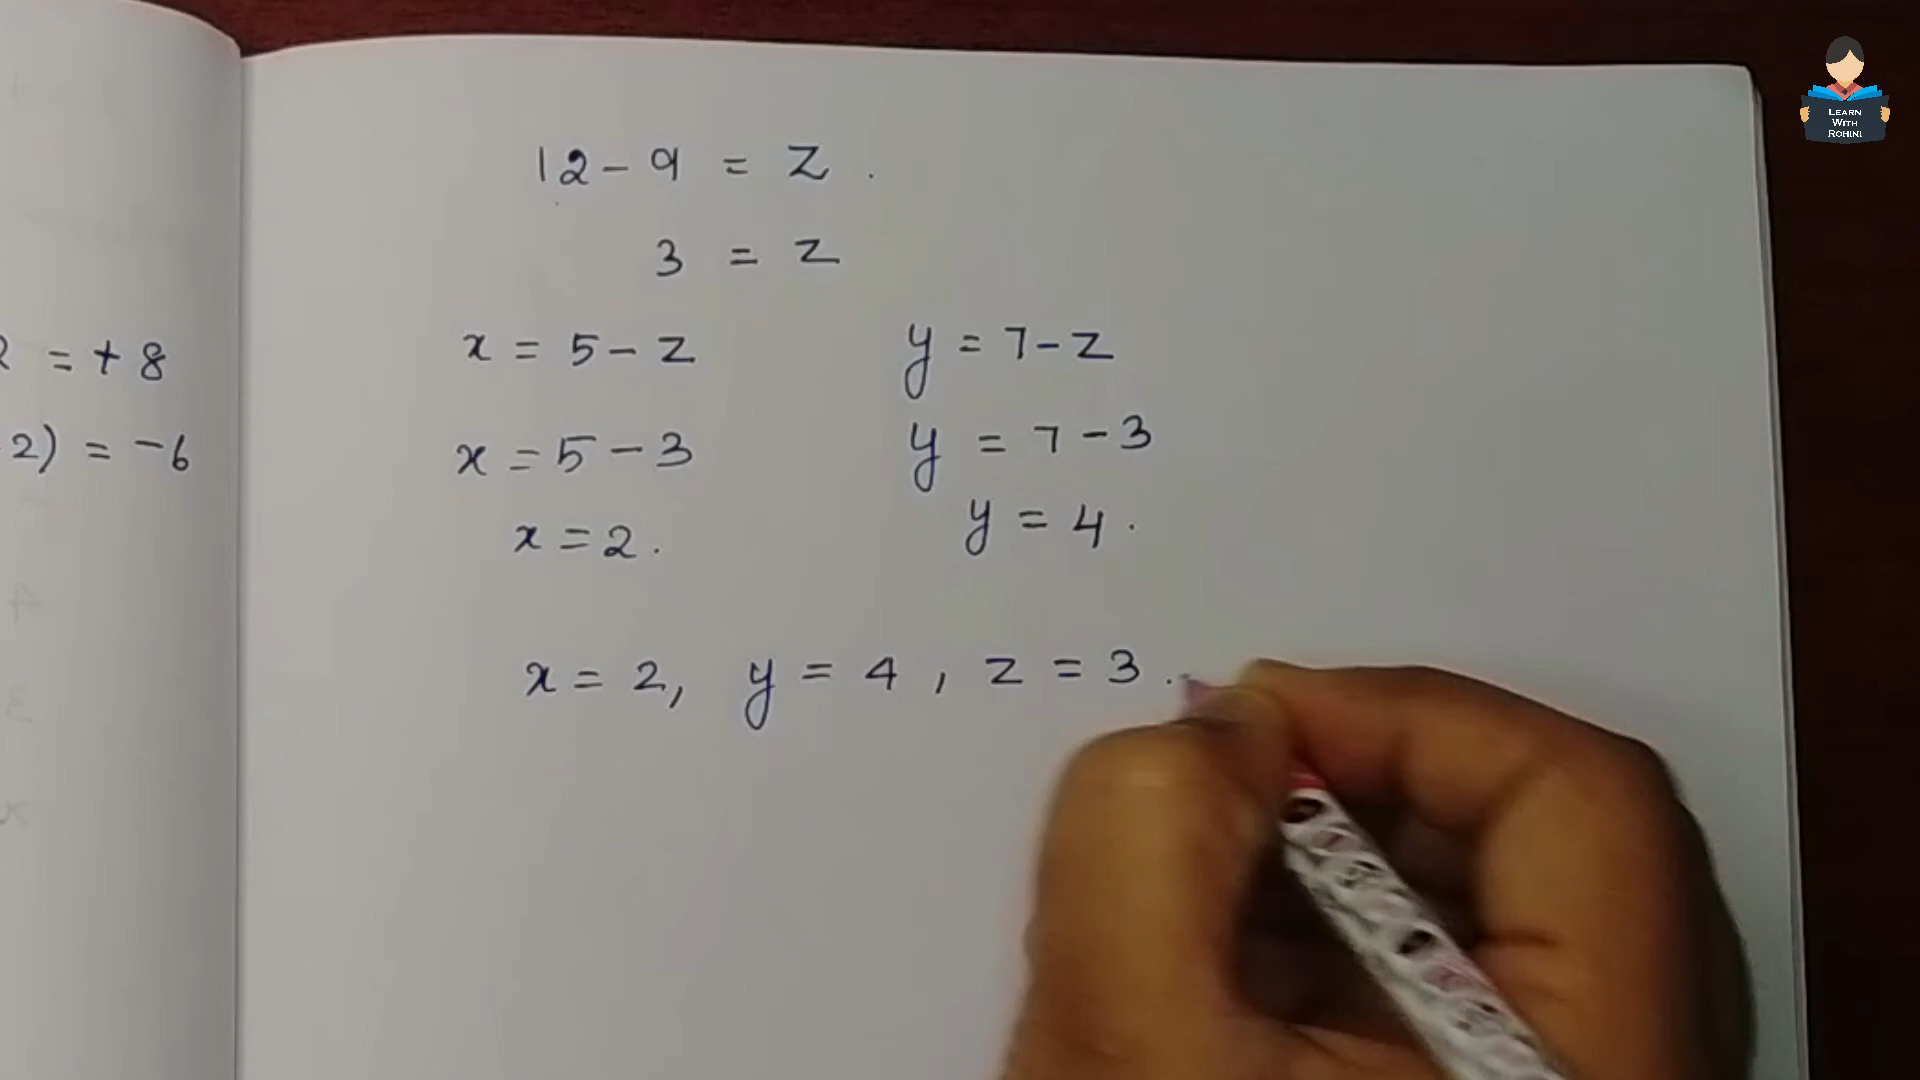 = +8
2) = -6
12 - 9 = z .
3 = z
x = 5 - z
y = 7 - z
x = 5 - 3
y = 7 - 3
x = 2 .
y = 4 .
x = 2, y = 4 , z = 3 .
LEARN
WITH
ROHINI